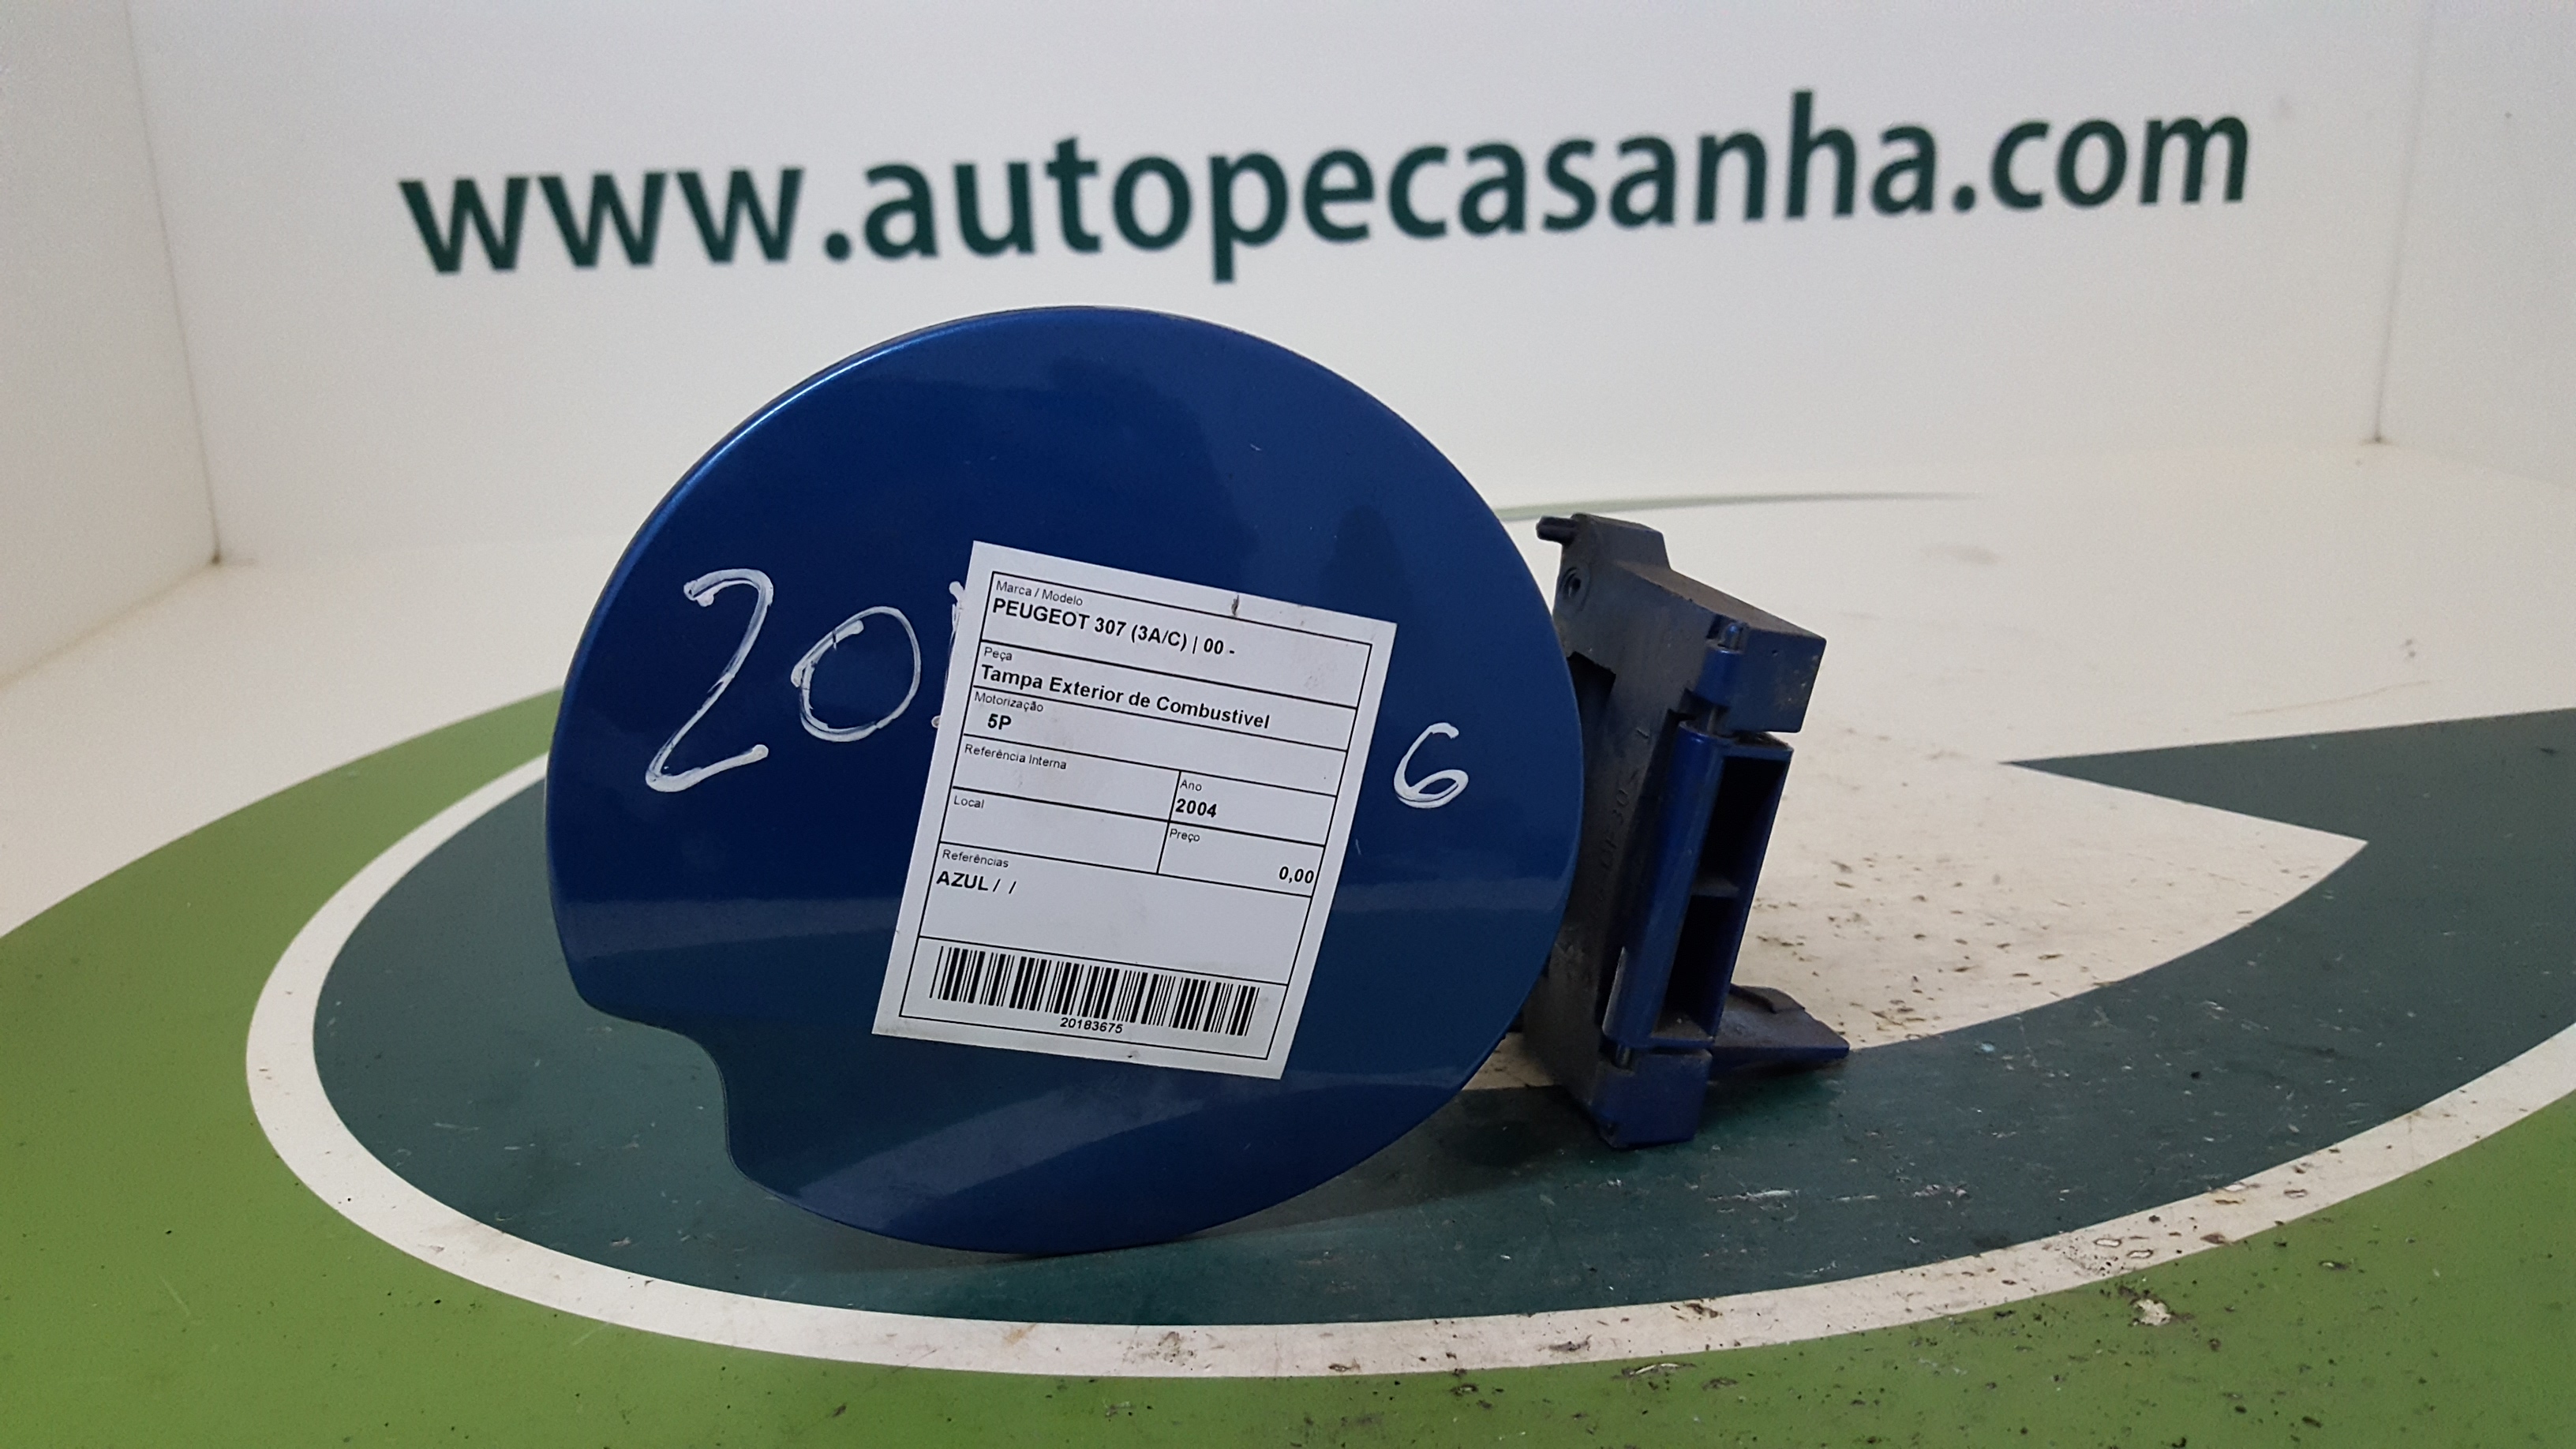 www.autopecasanha.com
20
6
Marca / Modelo
PEUGEOT 307 (3A/C) | 00 -
Peça
Tampa Exterior de Combustivel
Motorização
5P
Referência Interna
Ano
2004
Local
Preço
0,00
Referências
AZUL / /
20183675